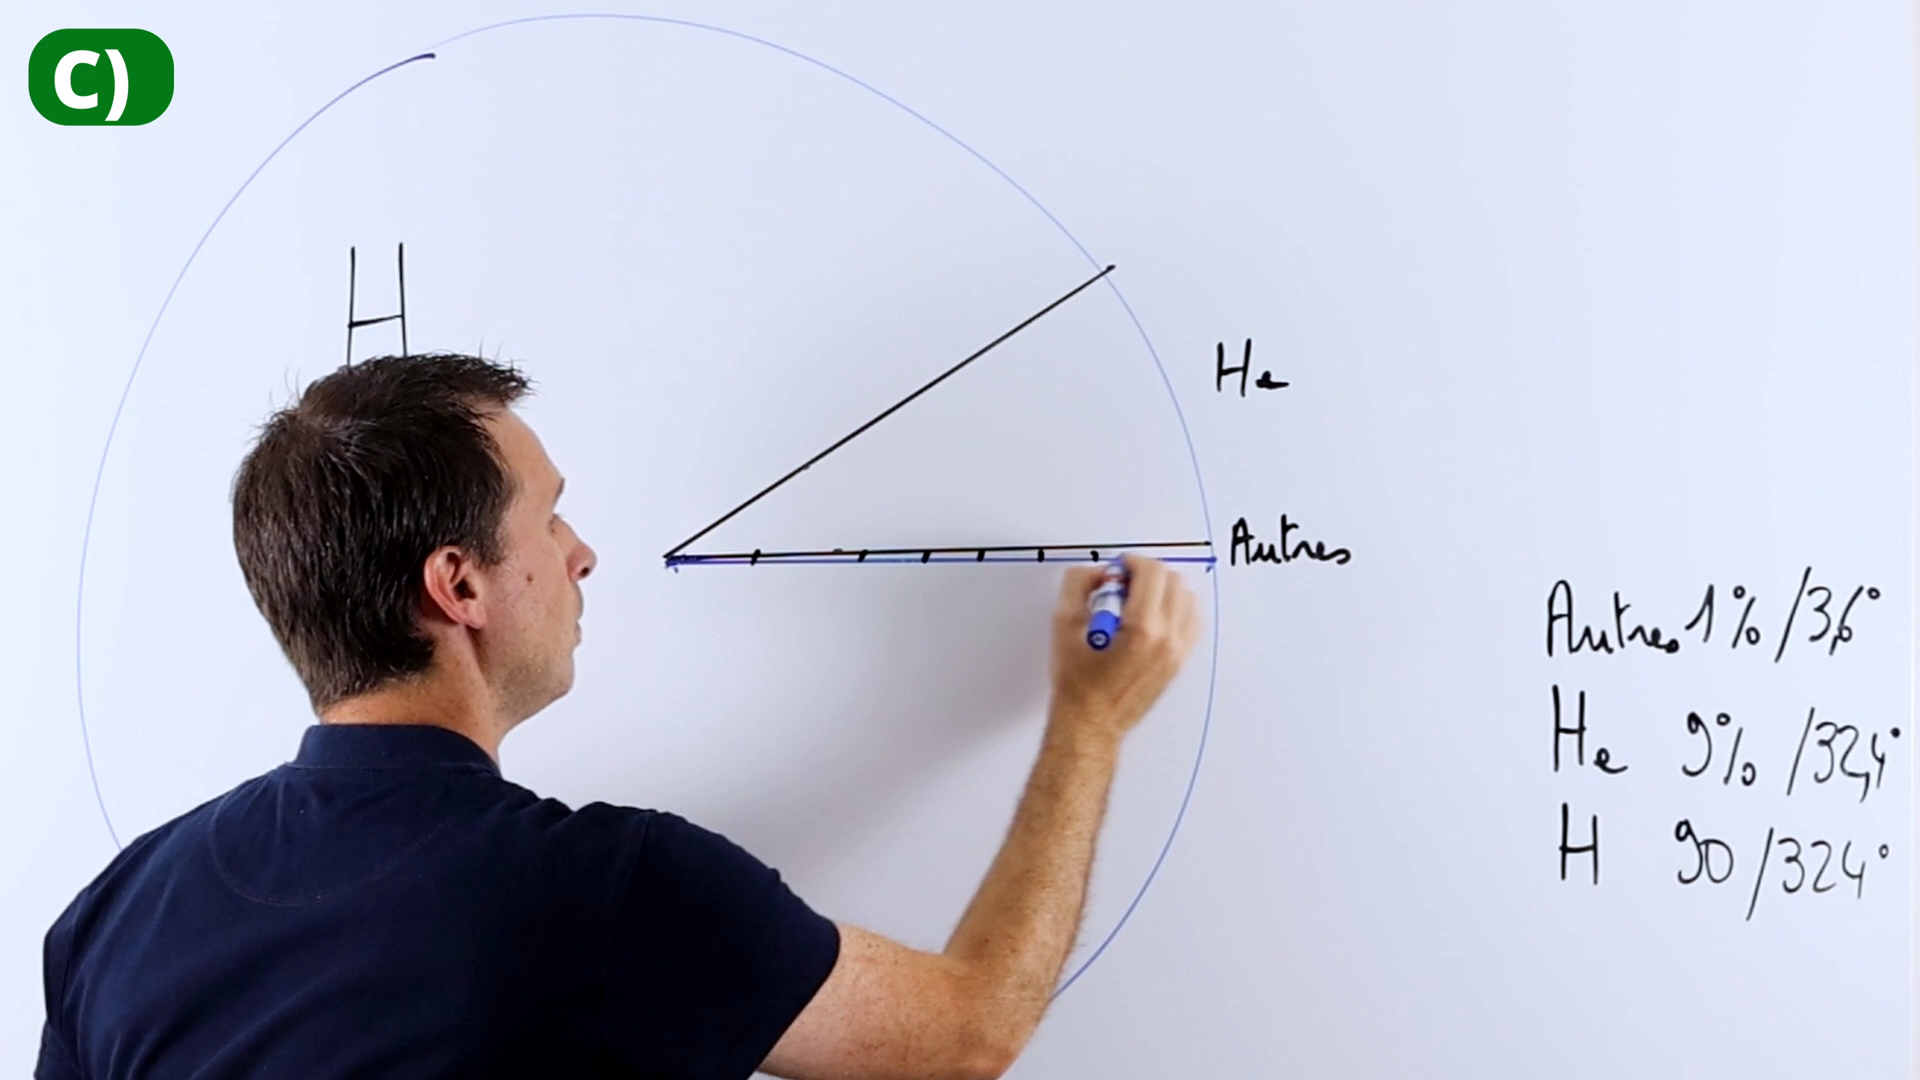 C)
H
He
Autres
Autres 1% /3,6°
He 9% /32,4°
H 90 /324°